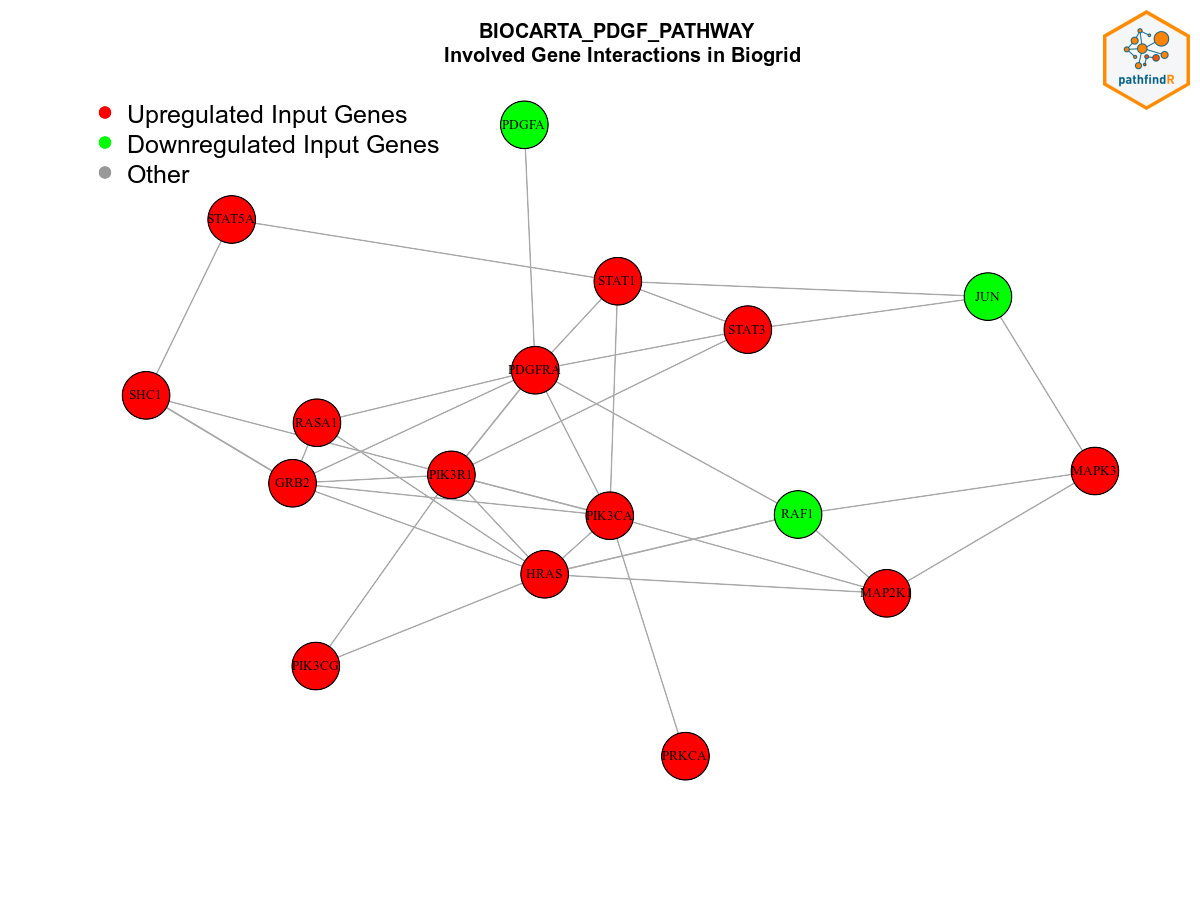 BIOCARTA_PDGF_PATHWAY
Involved Gene Interactions in Biogrid
pathfindR
Upregulated Input Genes
Downregulated Input Genes
Other
PDGFA
STAT5A
STAT1
JUN
STAT3
PDGFRA
SHC1
RASA1
GRB2
PIK3R1
MAPK3
PIK3CA
RAF1
HRAS
MAP2K1
PIK3CG
PRKCA